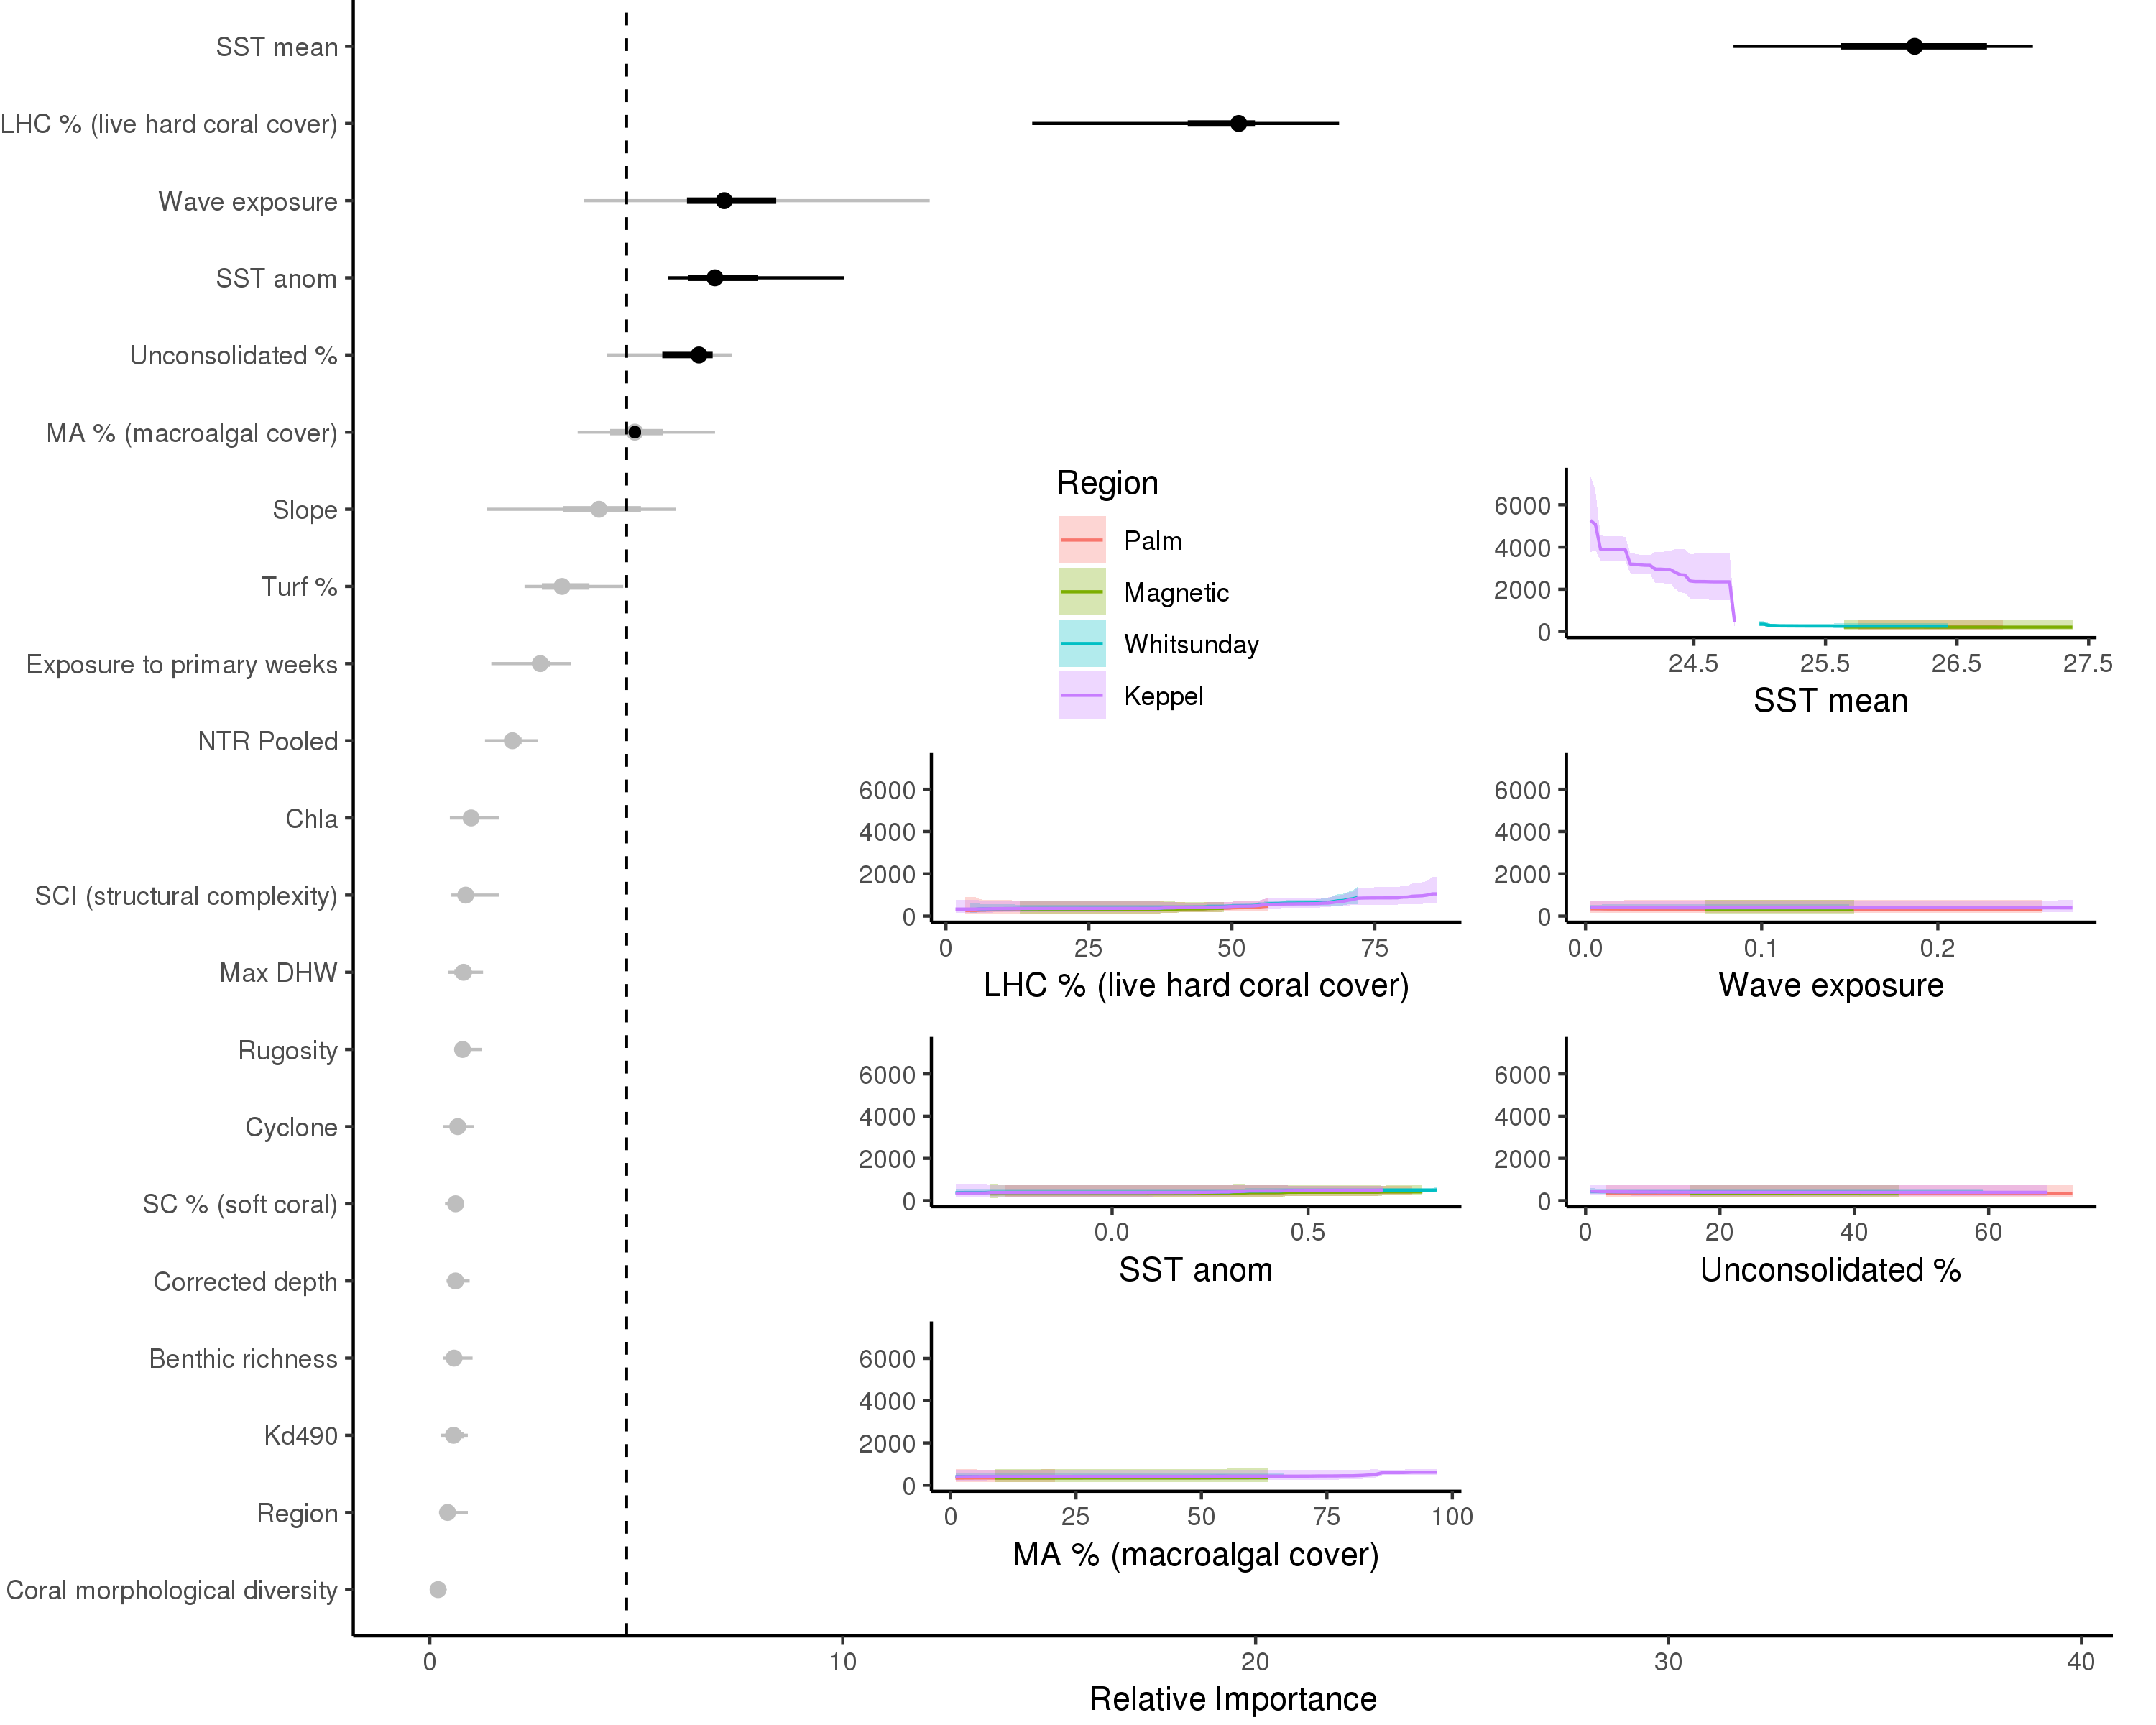 SST mean
LHC % (live hard coral cover)
Wave exposure
SST anom
Unconsolidated %
MA % (macroalgal cover)
Slope
Turf %
Exposure to primary weeks
NTR Pooled
Chla
SCI (structural complexity)
Max DHW
Rugosity
Cyclone
SC % (soft coral)
Corrected depth
Benthic richness
Kd490
Region
Coral morphological diversity
0 10 20 30 40
Relative Importance
Region
Palm
Magnetic
Whitsunday
Keppel
6000
4000
2000
0
24.5 25.5 26.5 27.5
SST mean
6000
4000
2000
0
0 25 50 75
LHC % (live hard coral cover)
6000
4000
2000
0
0.0 0.1 0.2
Wave exposure
6000
4000
2000
0
0.0 0.5
SST anom
6000
4000
2000
0
0 20 40 60
Unconsolidated %
6000
4000
2000
0
0 25 50 75 100
MA % (macroalgal cover)